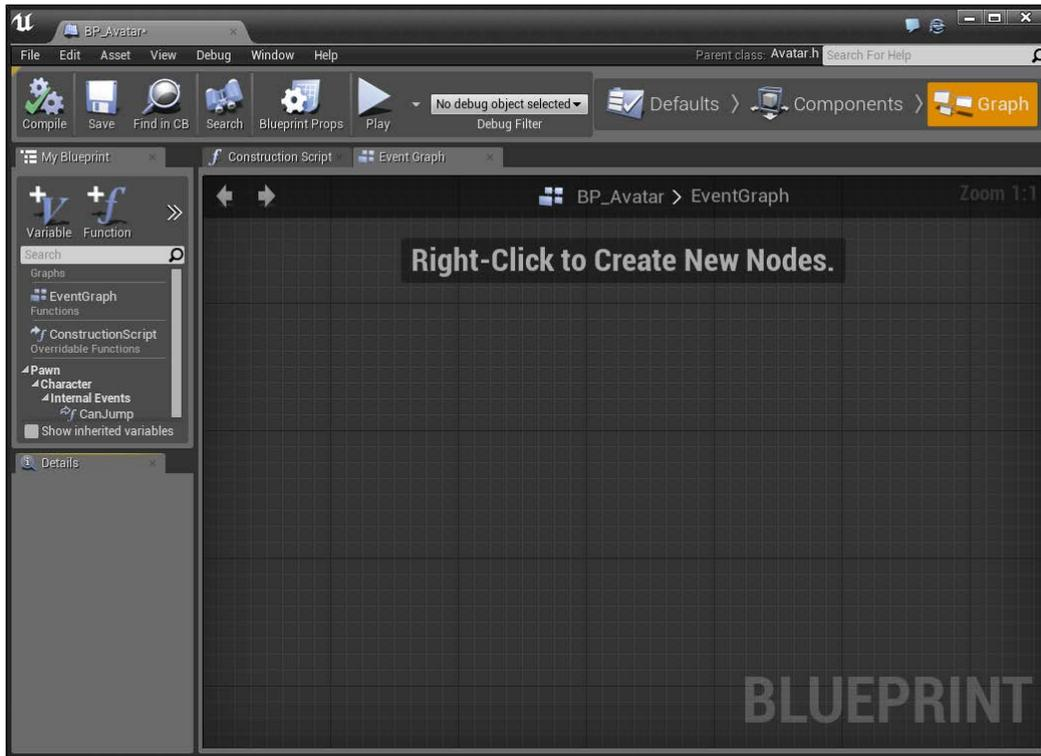 BP_Avatar*
File Edit Asset View Debug Window Help Parent class: Avatar.h Search For Help
Compile Save Find in CB Search Blueprint Props Play No debug object selected Debug Filter Defaults Components Graph
My Blueprint Construction Script Event Graph
BP_Avatar > EventGraph Zoom 1:1
Variable Function
Right-Click to Create New Nodes.
Search
Graphs
EventGraph
Functions
ConstructionScript
Overridable Functions
Pawn
Character
Internal Events
CanJump
Show inherited variables
Details
BLUEPRINT